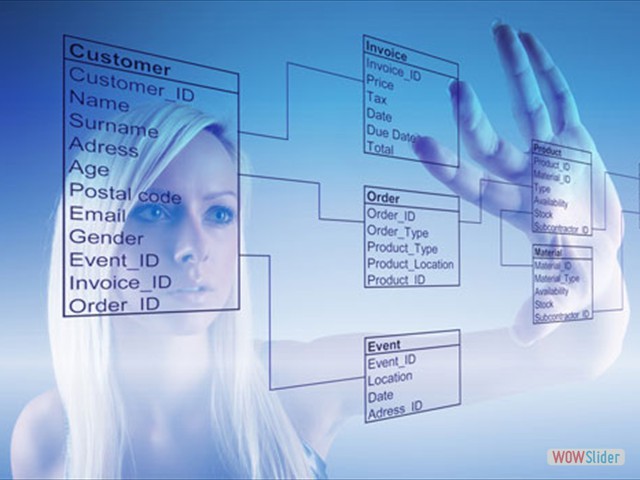 Customer
Customer_ID
Name
Surname
Adress
Age
Postal code
Email
Gender
Event_ID
Invoice_ID
Order_ID
Invoice
Invoice_ID
Price
Tax
Date
Due Date
Total
Order
Order_ID
Order_Type
Product_Type
Product_Location
Product_ID
Event
Event_ID
Location
Date
Adress_ID
Product
Product_ID
Material_ID
Type
Availability
Stock
Subcontractor_ID
Material
Material_ID
Material_Type
Availability
Stock
Subcontractor_ID
WOWSlider